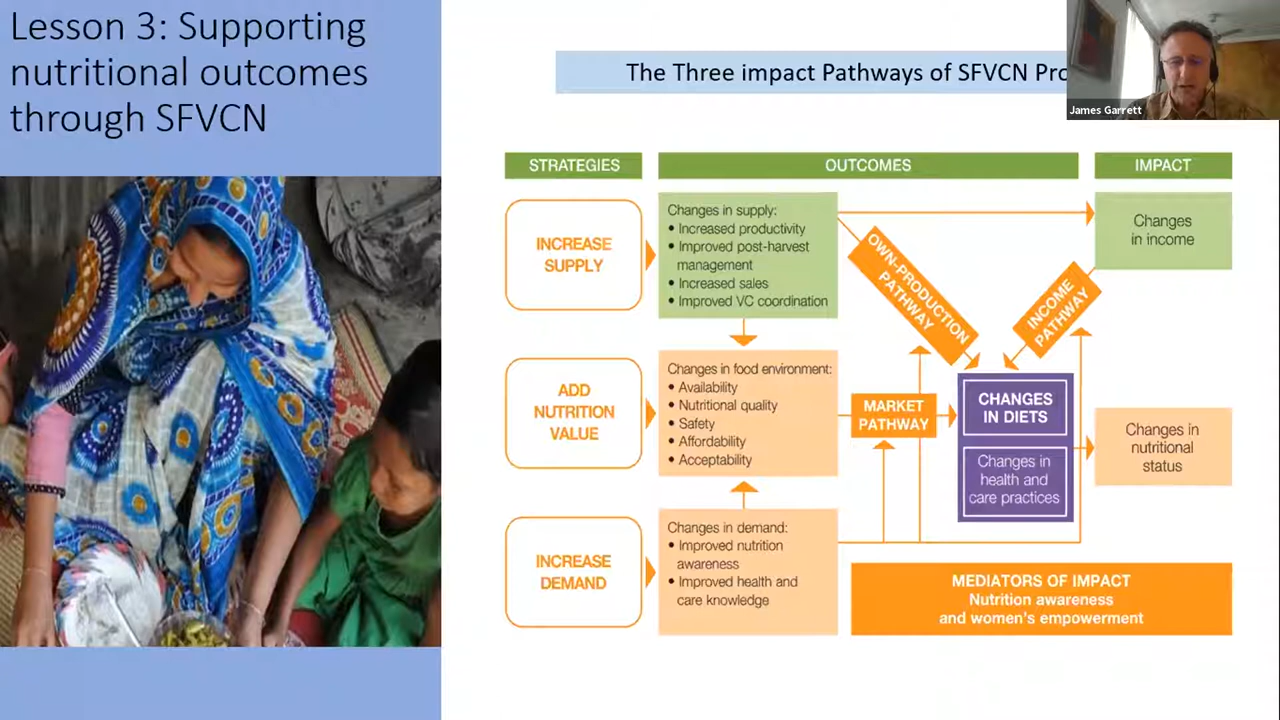 Lesson 3: Supporting
nutritional outcomes
through SFVCN
The Three impact Pathways of SFVCN
James Garrett
STRATEGIES
OUTCOMES
IMPACT
INCREASE
SUPPLY
Changes in supply:
• Increased productivity
• Improved post-harvest
management
• Increased sales
• Improved VC coordination
OWN-PRODUCTION
PATHWAY
INCOME
PATHWAY
Changes
in income
ADD
NUTRITION
VALUE
Changes in food environment:
• Availability
• Nutritional quality
• Safety
• Affordability
• Acceptability
MARKET
PATHWAY
CHANGES
IN DIETS
Changes in
health and
care practices
Changes in
nutritional
status
INCREASE
DEMAND
Changes in demand:
• Improved nutrition
awareness
• Improved health and
care knowledge
MEDIATORS OF IMPACT
Nutrition awareness
and women's empowerment